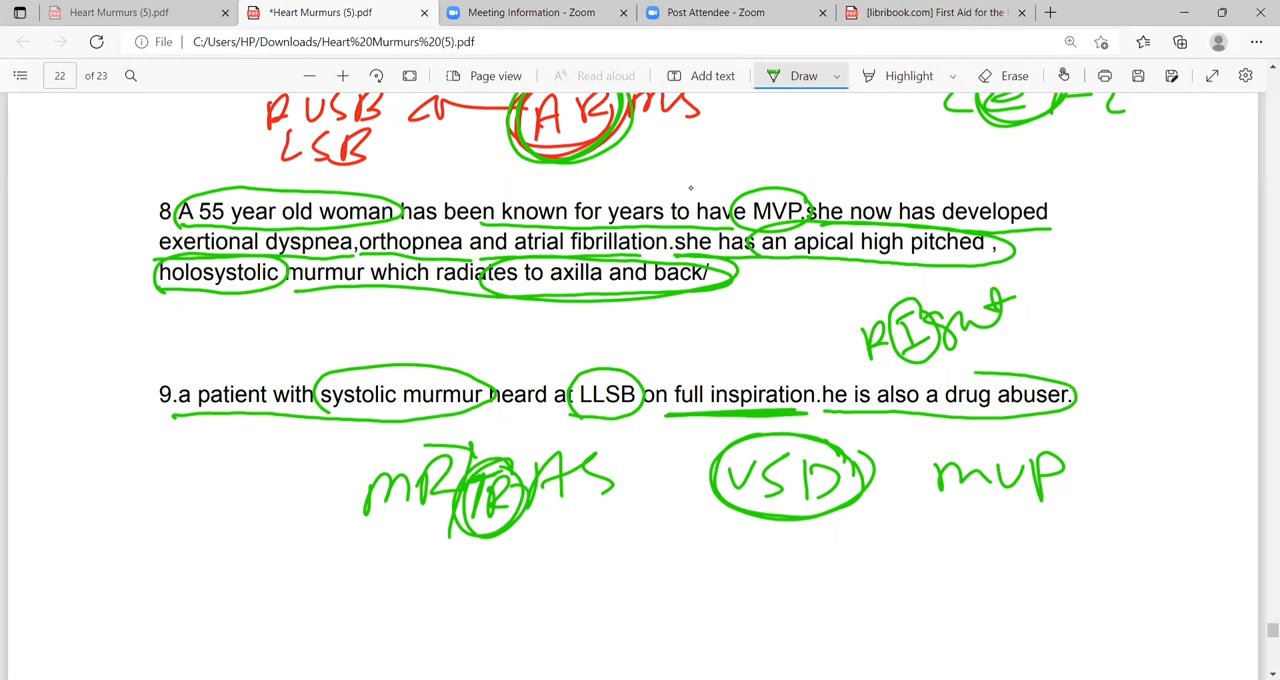 Heart Murmurs (5).pdf *Heart Murmurs (5).pdf Meeting Information - Zoom Post Attendee - Zoom [libribook.com] First Aid for the
File C:/Users/HP/Downloads/Heart%20Murmurs%20(5).pdf
22 of 23 Page view Read aloud Add text Draw Highlight Erase
R USB AR MS
LSB
8 A 55 year old woman has been known for years to have MVP.she now has developed
exertional dyspnea,orthopnea and atrial fibrillation.she has an apical high pitched ,
holosystolic murmur which radiates to axilla and back/
RIght
9.a patient with systolic murmur heard at LLSB on full inspiration.he is also a drug abuser.
MR TR AS VSD MVP